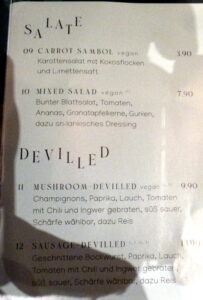 SALATE
09 CARROT SAMBOL vegan 3.90
Karottensalat mit Kokosflocken
und Limettensaft
10 MIXED SALAD vegan 7.90
Bunter Blattsalat, Tomaten,
Ananas, Granatapfelkerne, Gurken,
dazu sri-lankisches Dressing
DEVILLED
11 MUSHROOM-DEVILLED vegan 9.90
Champignons, Paprika, Lauch, Tomaten
mit Chili und Ingwer gebraten, süß sauer,
Schärfe wählbar, dazu Reis
12 SAUSAGE-DEVILLED
Geschnittene Bockwurst, Paprika, Lauch,
Tomaten mit Chili und Ingwer gebraten,
süß sauer, Schärfe wählbar, dazu Reis